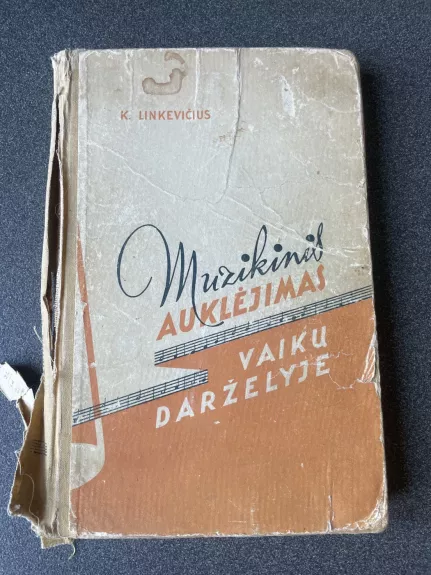 K. LINKEVIČIUS
Muzikinis
AUKLĖJIMAS
VAIKŲ
DARŽELYJE